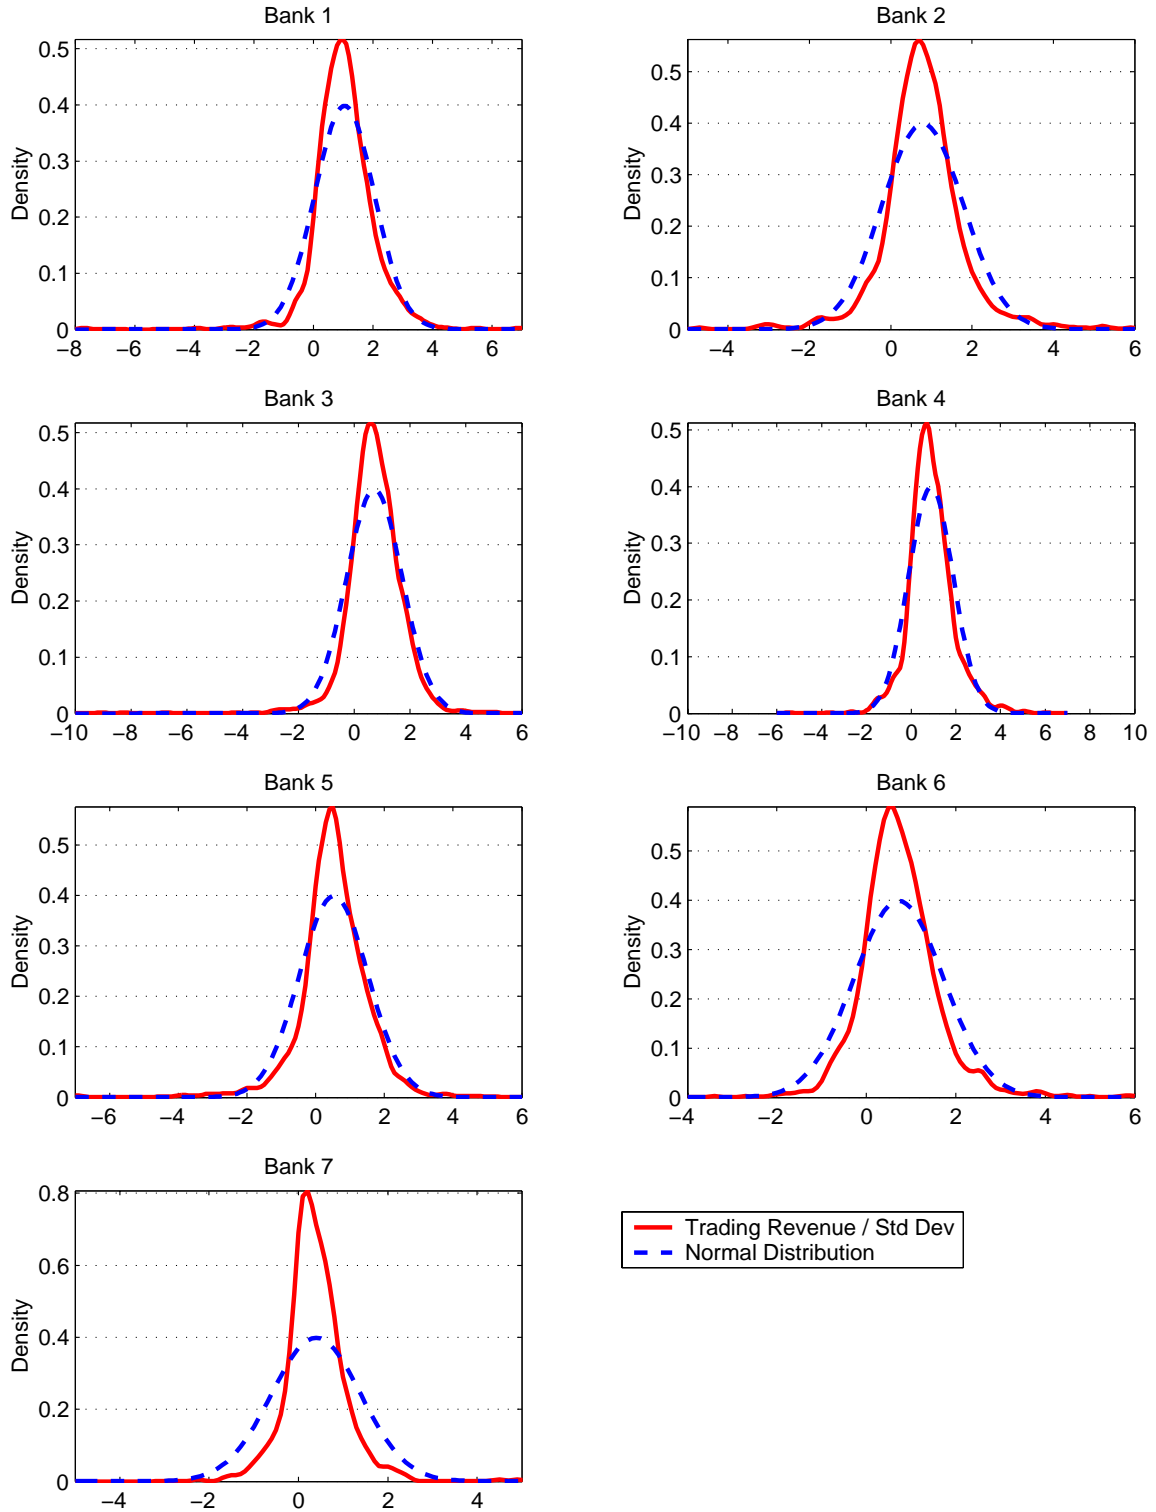 Bank 1
Density
0.5
0.4
0.3
0.2
0.1
0
−8 −6 −4 −2 0 2 4 6
Bank 2
Density
0.5
0.4
0.3
0.2
0.1
0
−4 −2 0 2 4 6
Bank 3
Density
0.5
0.4
0.3
0.2
0.1
0
−10 −8 −6 −4 −2 0 2 4 6
Bank 4
Density
0.5
0.4
0.3
0.2
0.1
0
−10 −8 −6 −4 −2 0 2 4 6 8 10
Bank 5
Density
0.5
0.4
0.3
0.2
0.1
0
−6 −4 −2 0 2 4 6
Bank 6
Density
0.5
0.4
0.3
0.2
0.1
0
−4 −2 0 2 4 6
Bank 7
Density
0.8
0.6
0.4
0.2
0
−4 −2 0 2 4
Trading Revenue / Std Dev
Normal Distribution